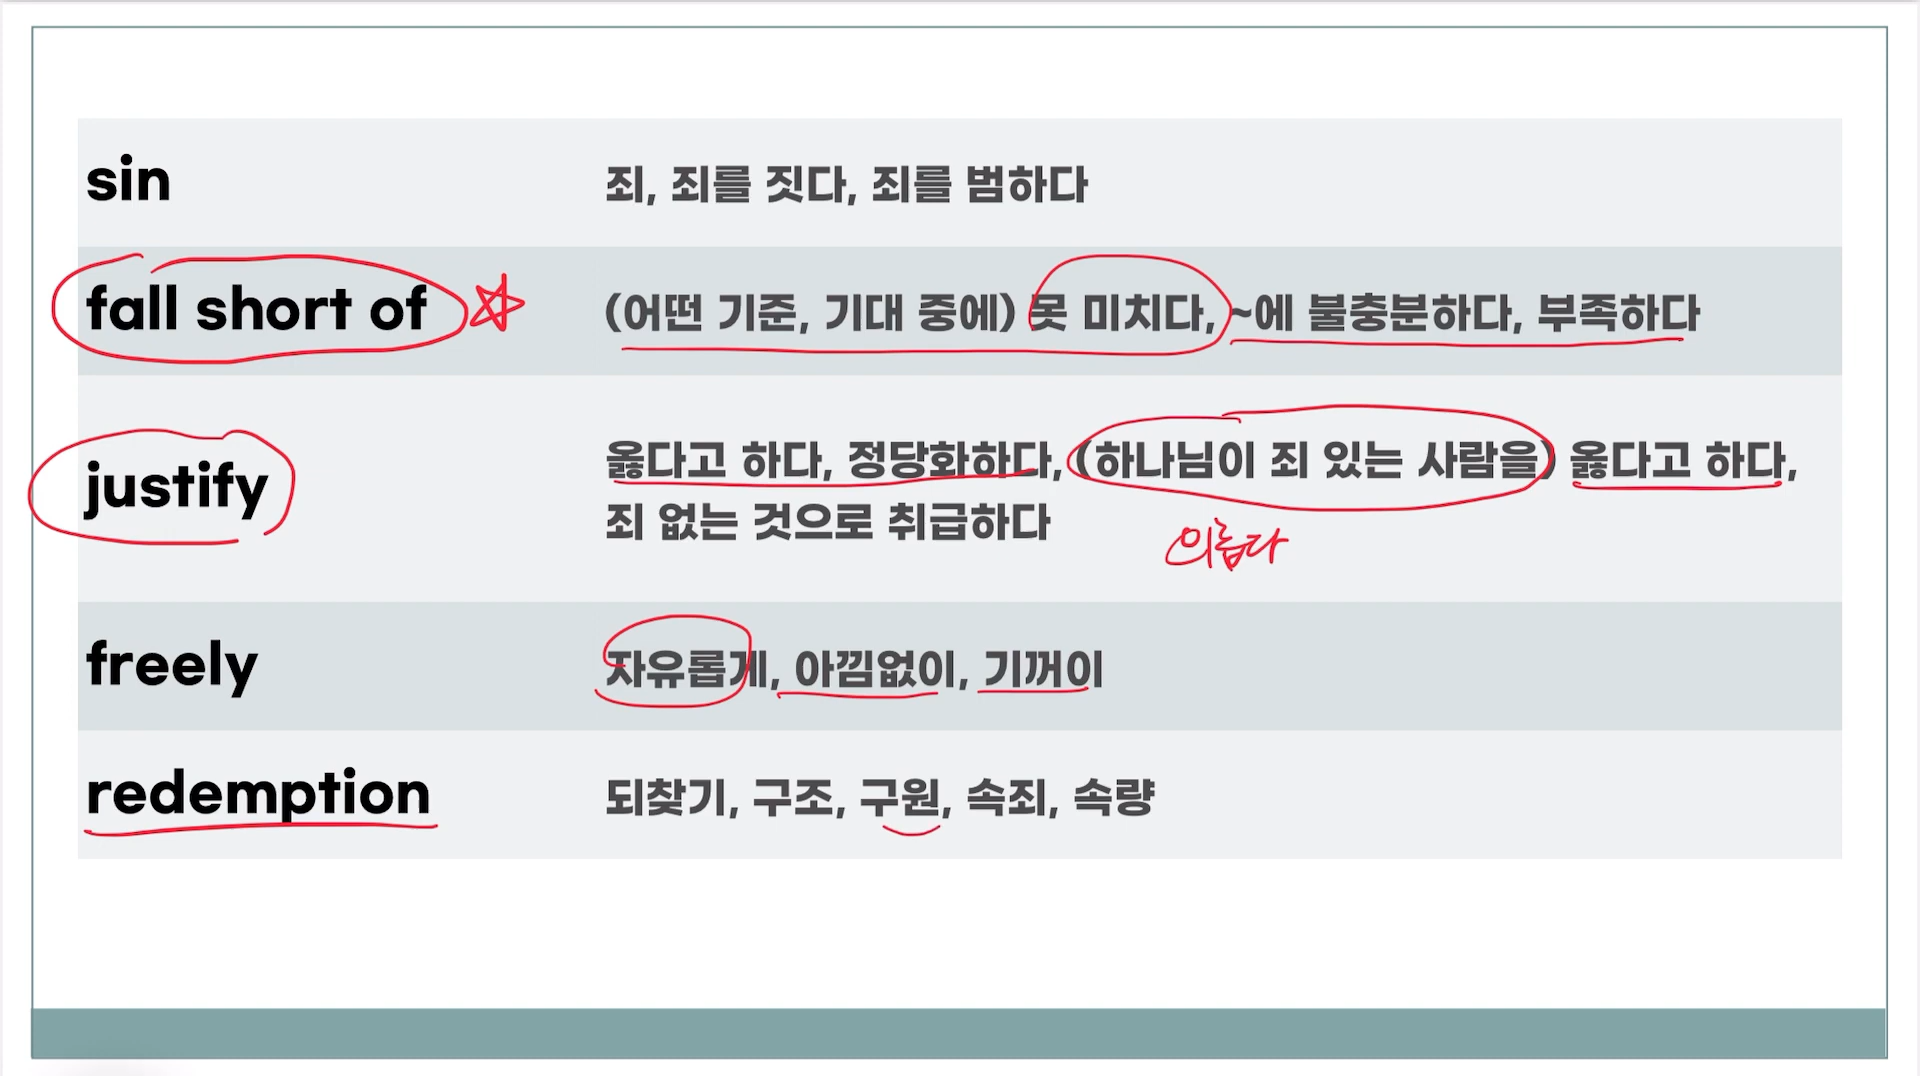 sin 죄, 죄를 짓다, 죄를 범하다
fall short of (어떤 기준, 기대 중에) 못 미치다, ~에 불충분하다, 부족하다
justify 옳다고 하다, 정당화하다, (하나님이 죄 있는 사람을) 옳다고 하다,
죄 없는 것으로 취급하다
의롭다
freely 자유롭게, 아낌없이, 기꺼이
redemption 되찾기, 구조, 구원, 속죄, 속량